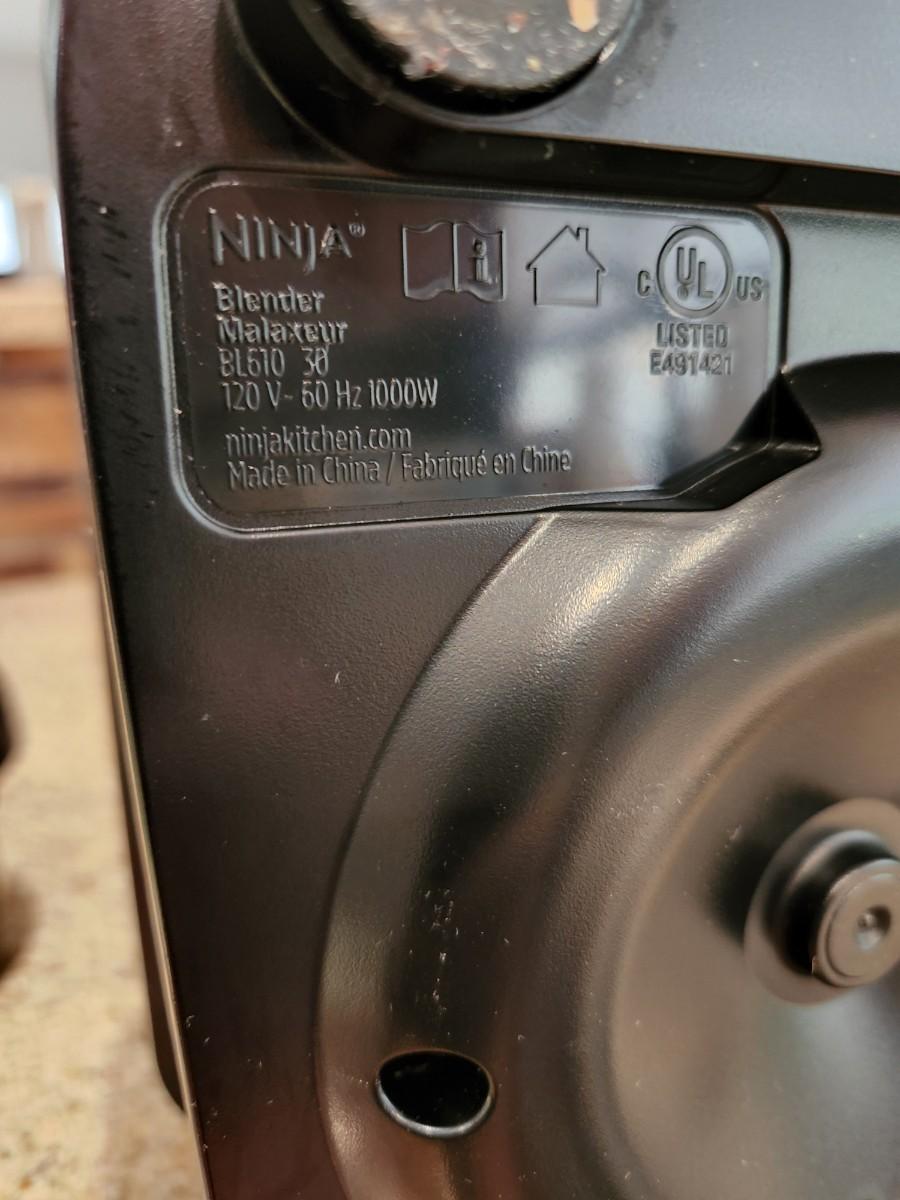 NINJA®
Blender
Malaxeur
BL610 30
120 V~ 60 Hz 1000W
ninjakitchen.com
Made in China / Fabriqué en Chine
i
C UL US
LISTED
E491421